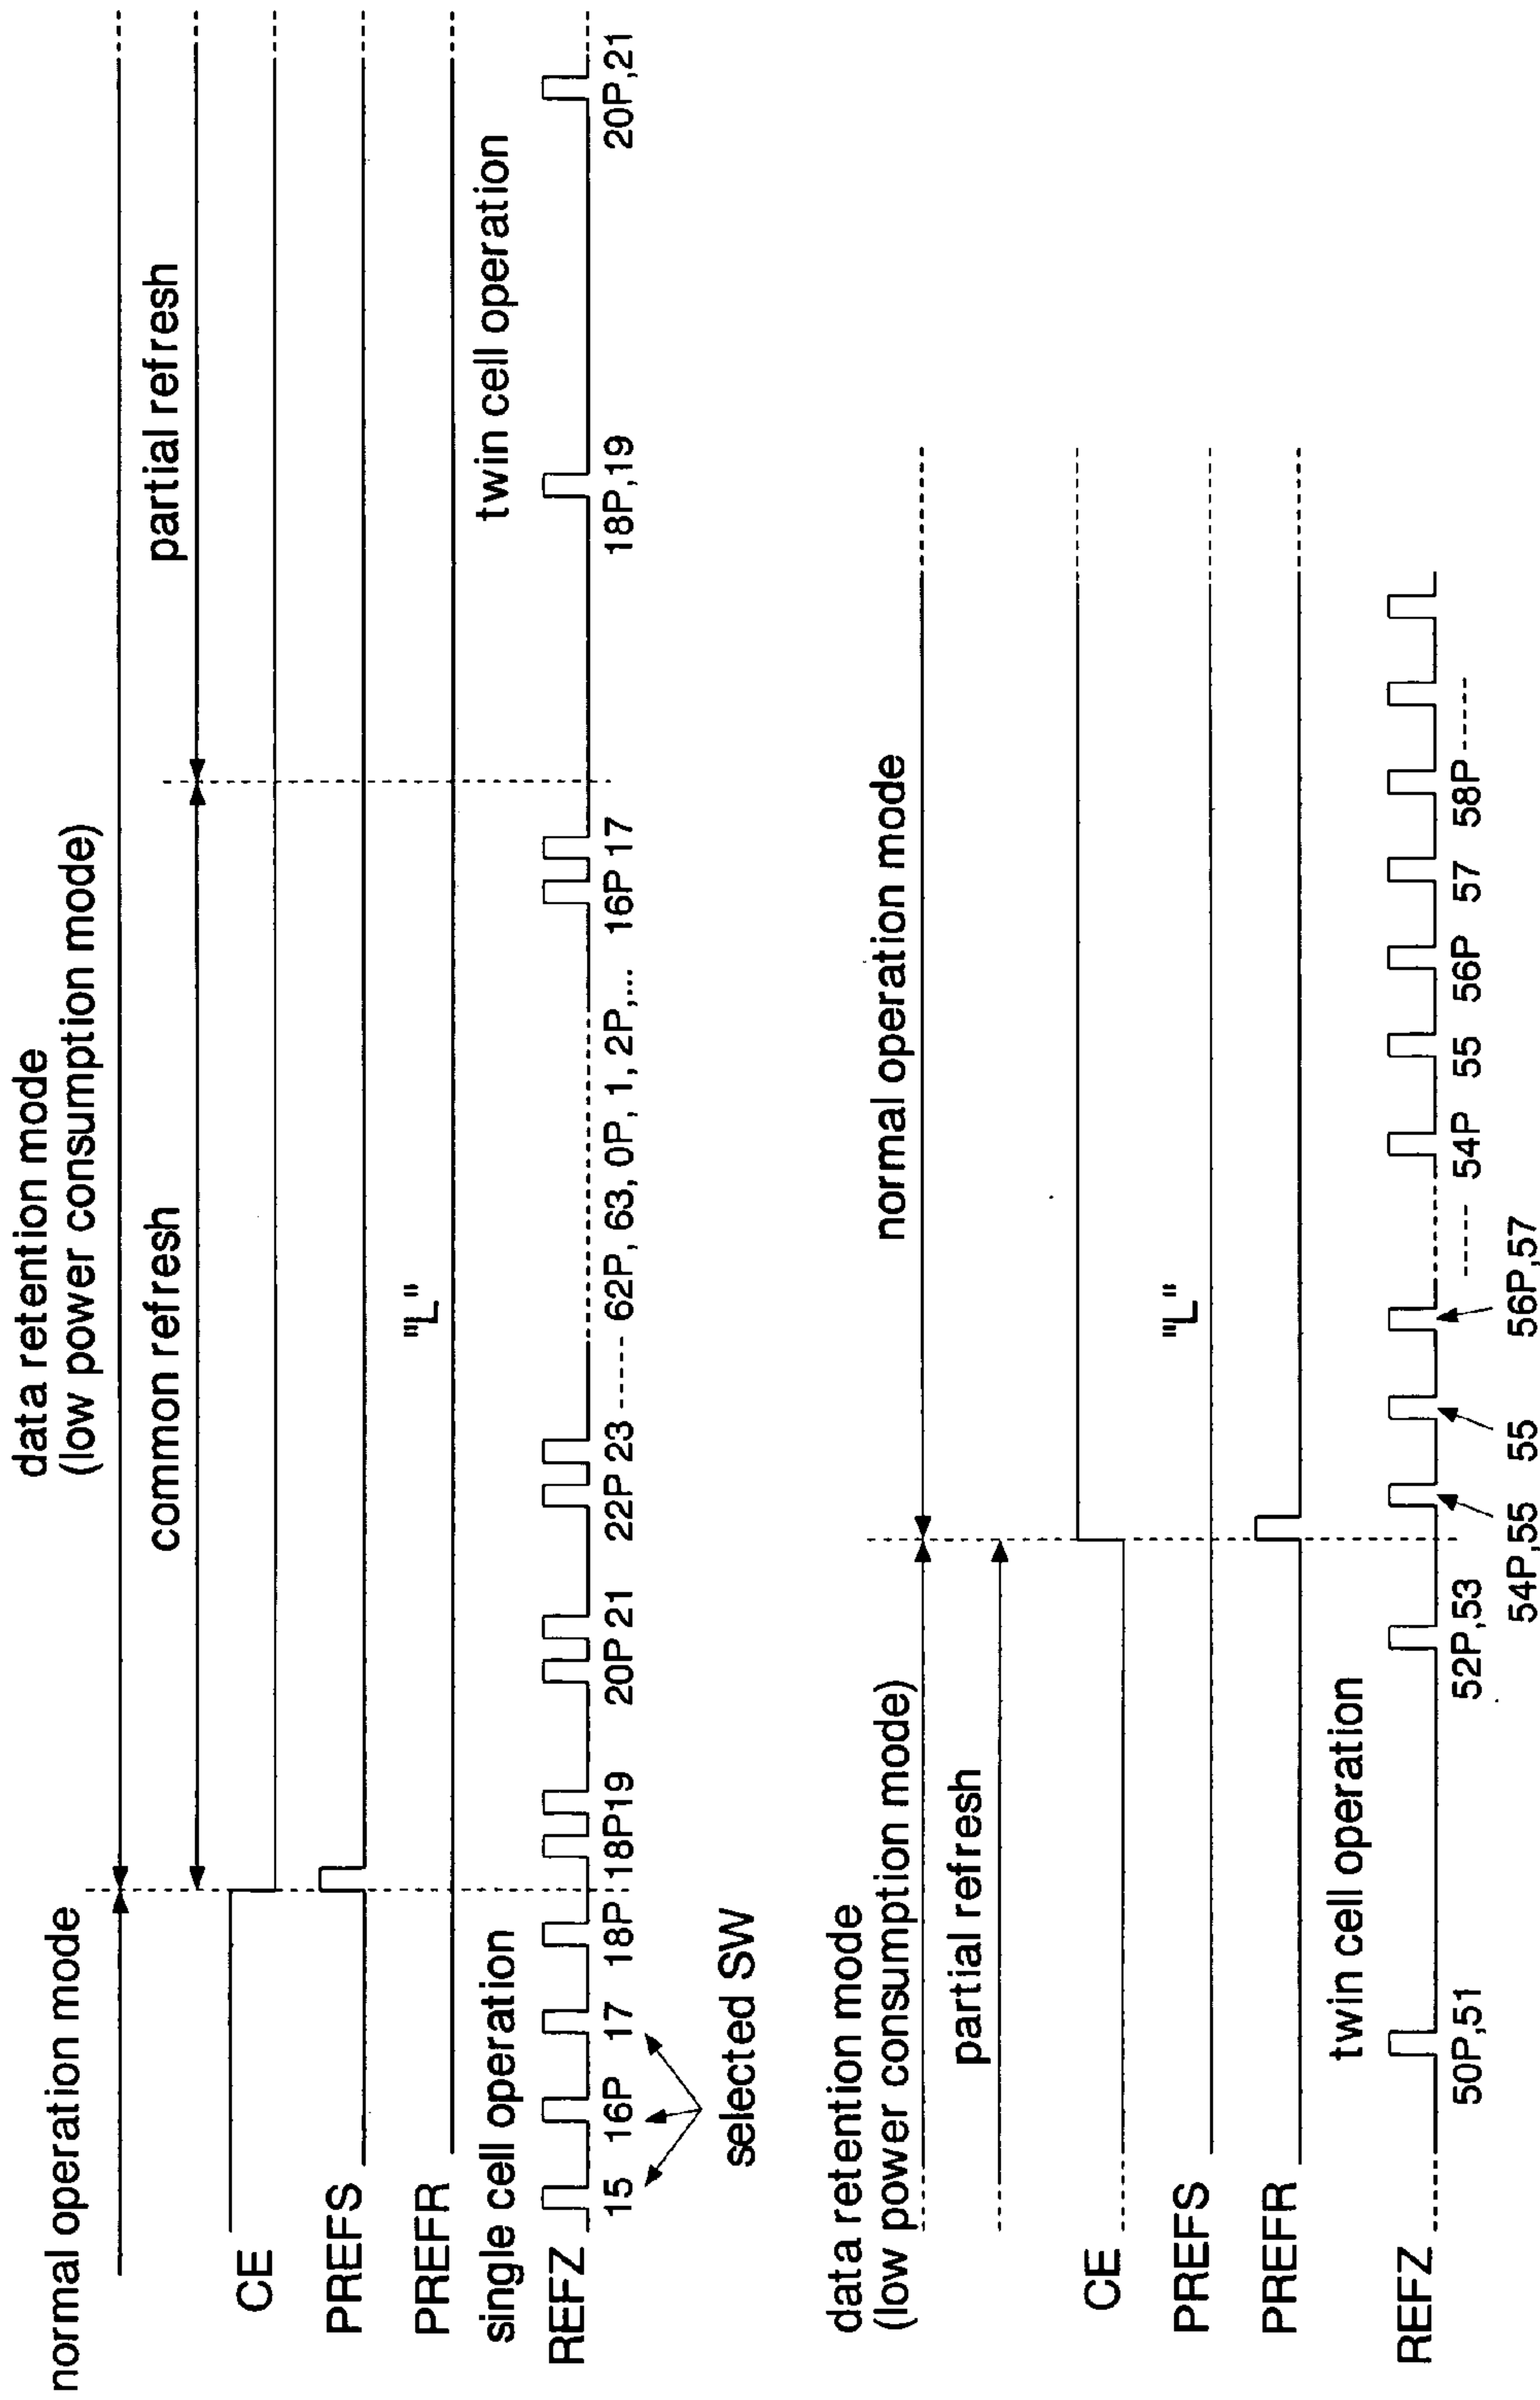 data retention mode
(low power consumption mode)
normal operation mode
common refresh
partial refresh
CE
PREFS
PREFR
"L"
single cell operation
twin cell operation
REFZ
15 16P 17 18P 18P19 20P 21 22P 23 ----- 62P, 63, 0P, 1, 2P,... 16P 17 18P,19 20P,21
selected SW
data retention mode
(low power consumption mode)
normal operation mode
partial refresh
CE
PREFS
"L"
PREFR
twin cell operation
REFZ
50P,51 52P,53 ----- 54P 55 56P 57 58P -----
54P,55 55 56P,57